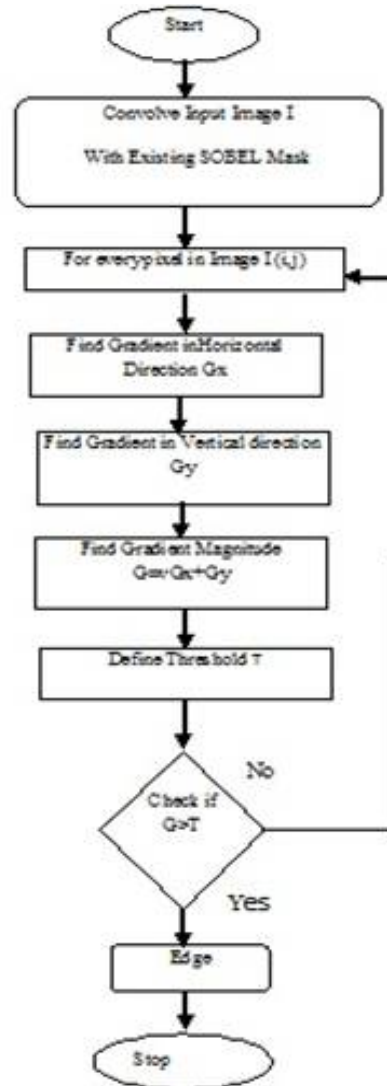 Start
Convolve Input Image I
With Existing SOBEL Mask
For everypixel in Image I(i,j)
Find Gradient inHorizontal
Direction Gx
Find Gradient in Vertical direction
Gy
Find Gradient Magnitude
G=√Gx+Gy
Define Threshold T
No
Check if
G>T
Yes
Edge
Stop